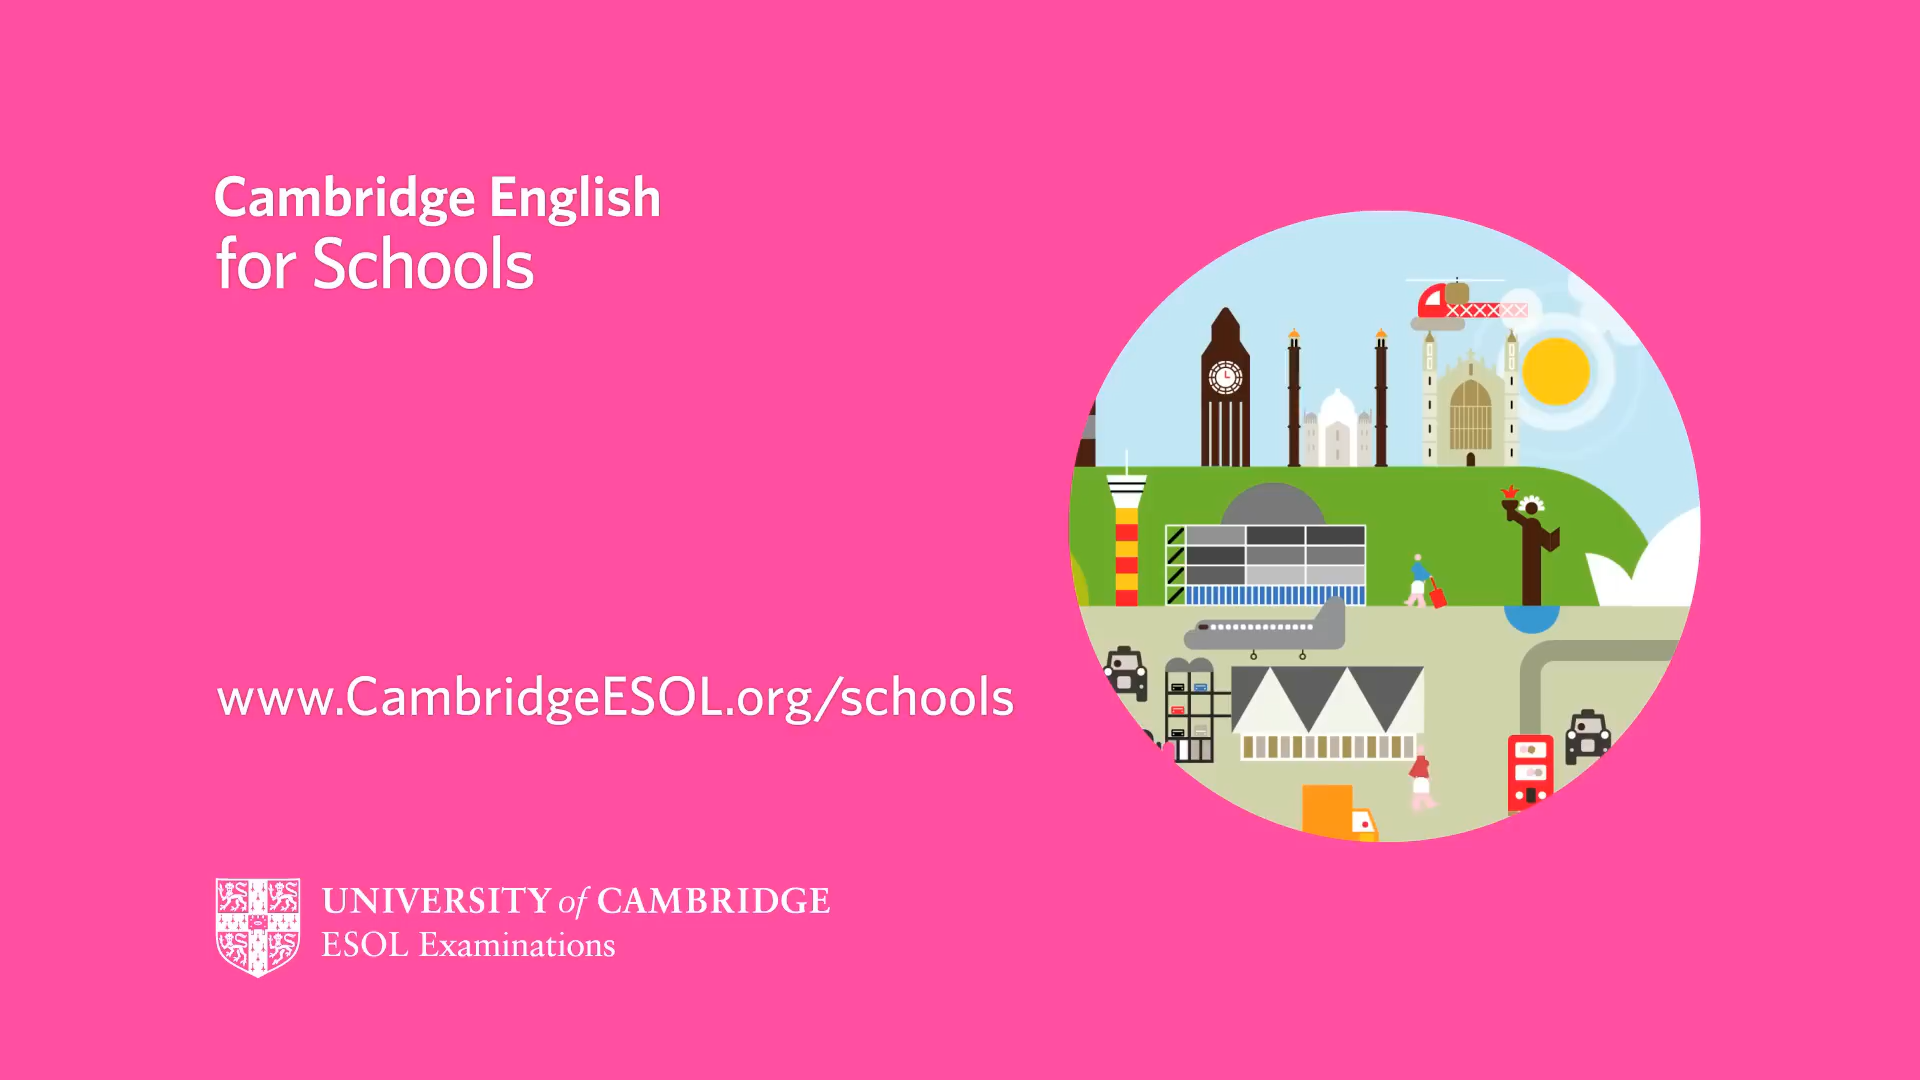 Cambridge English
for Schools
www.CambridgeESOL.org/schools
UNIVERSITY of CAMBRIDGE
ESOL Examinations